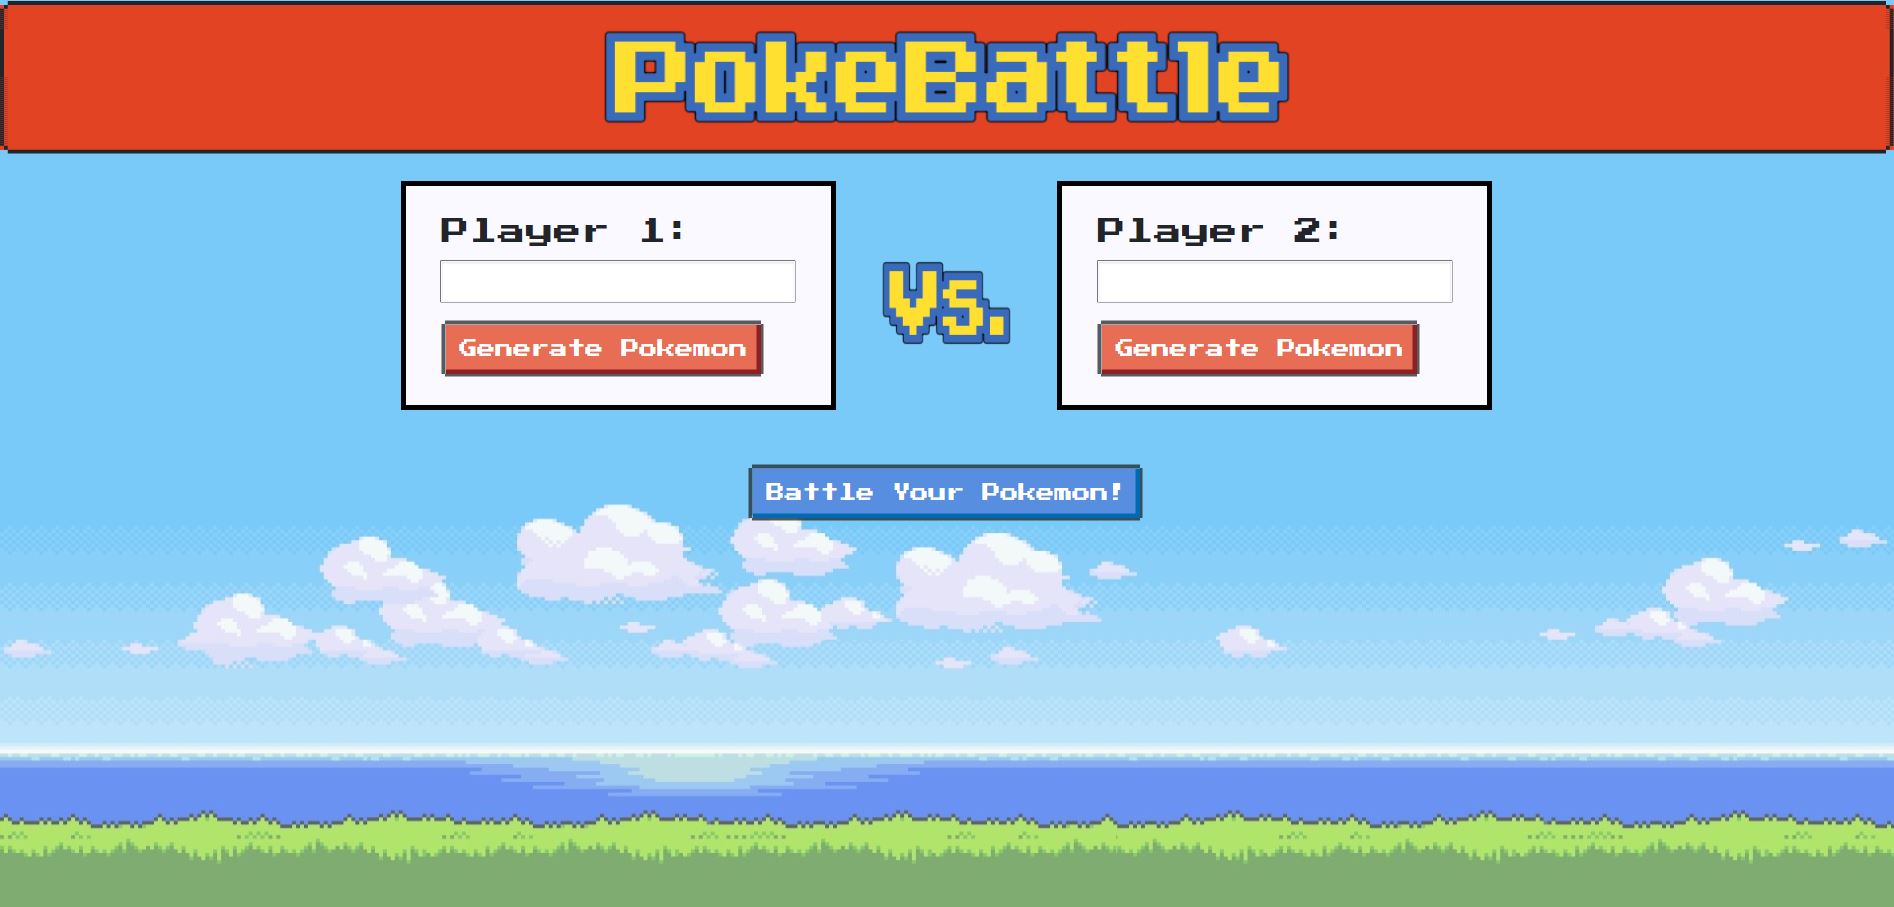 PokeBattle
Player 1:
Generate Pokemon
Vs.
Player 2:
Generate Pokemon
Battle Your Pokemon!